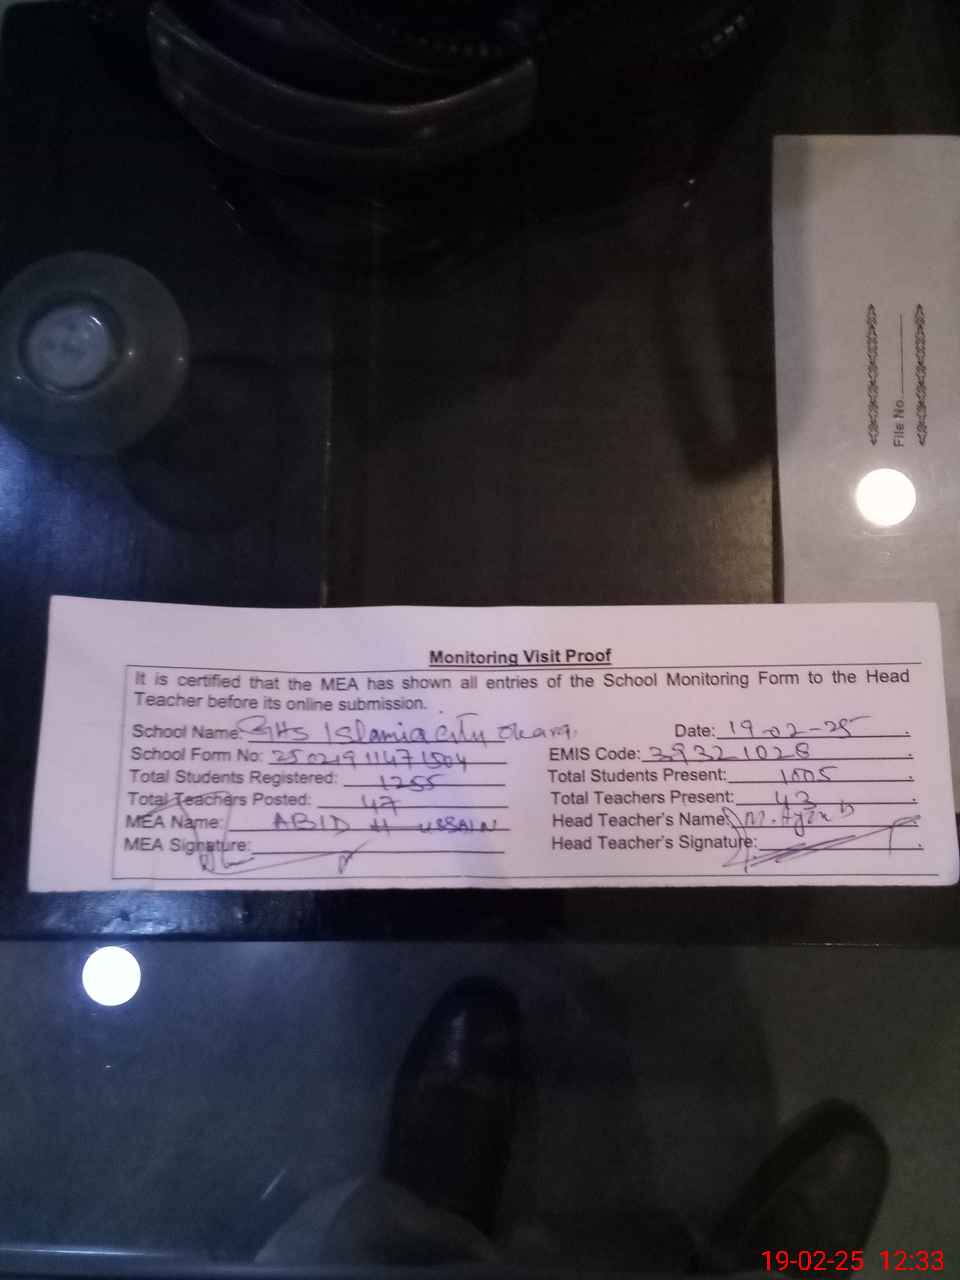 <><><><><><><><><>
File No.
<><><><><><><><><>
Monitoring Visit Proof
It is certified that the MEA has shown all entries of the School Monitoring Form to the Head
Teacher before its online submission.
School Name: GHS Islamia City Okara. Date: 19-02-25.
School Form No: EMIS Code: 39321028.
Total Students Registered: 1255 Total Students Present: 1005.
Total Teachers Posted: 47 Total Teachers Present: 43.
MEA Name: ABID HUSSAIN Head Teacher's Name: M.
MEA Signature: Head Teacher's Signature:
19-02-25 12:33